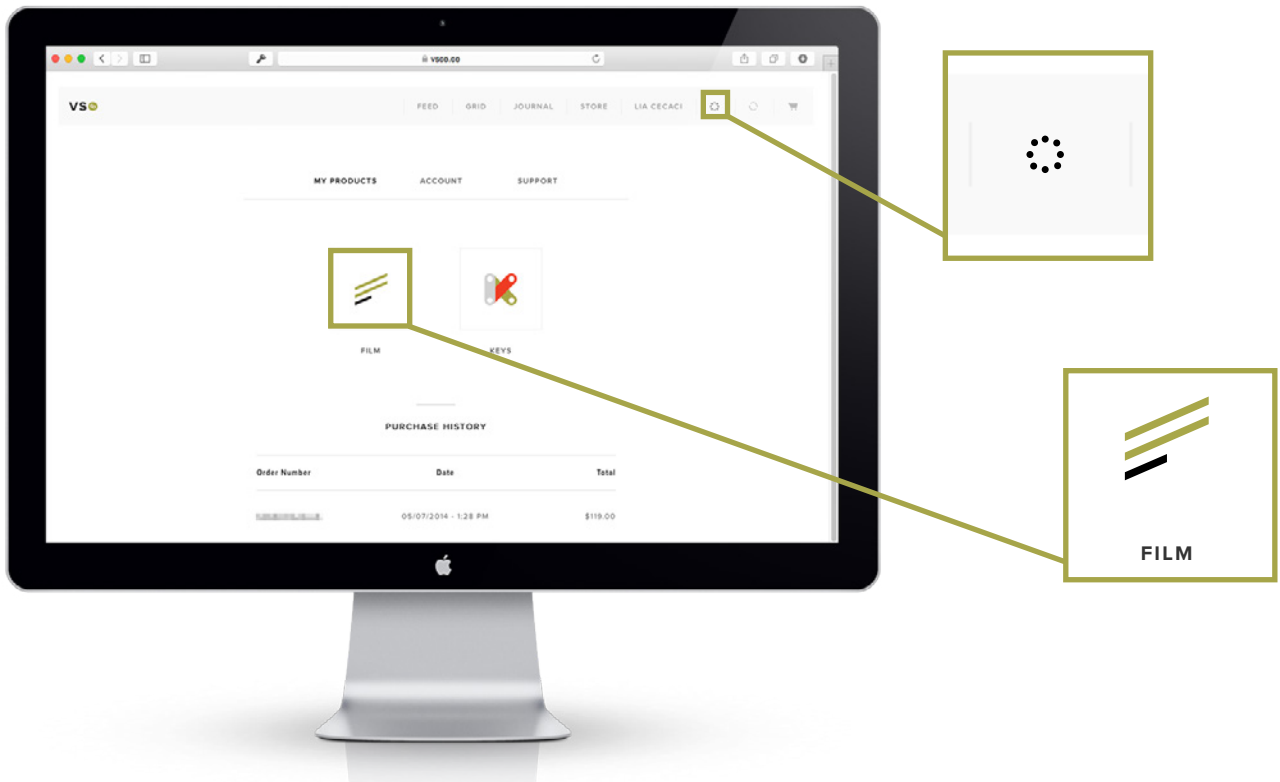 vsco.co
VS
FEED GRID JOURNAL STORE LIA CECACI
MY PRODUCTS ACCOUNT SUPPORT
FILM KEYS
PURCHASE HISTORY
Order Number Date Total
05/07/2014 - 1:28 PM $119.00
FILM